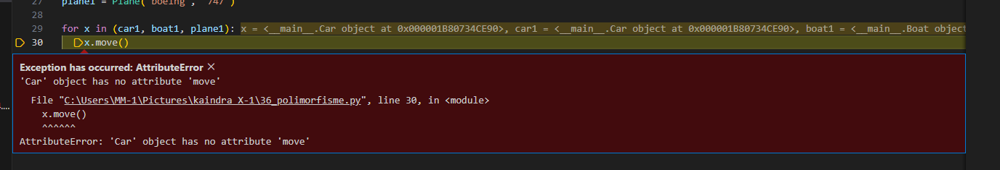 27 plane1 = Plane("boeing", "747")
28
29 for x in (car1, boat1, plane1): x = <__main__.Car object at 0x000001B80734CE90>, car1 = <__main__.Car object at 0x000001B80734CE90>, boat1 = <__main__.Boat object
30 x.move()
Exception has occurred: AttributeError ×
'Car' object has no attribute 'move'
File "C:\Users\MM-1\Pictures\kaindra X-1\36_polimorfisme.py", line 30, in <module>
x.move()
^^^^^^
AttributeError: 'Car' object has no attribute 'move'